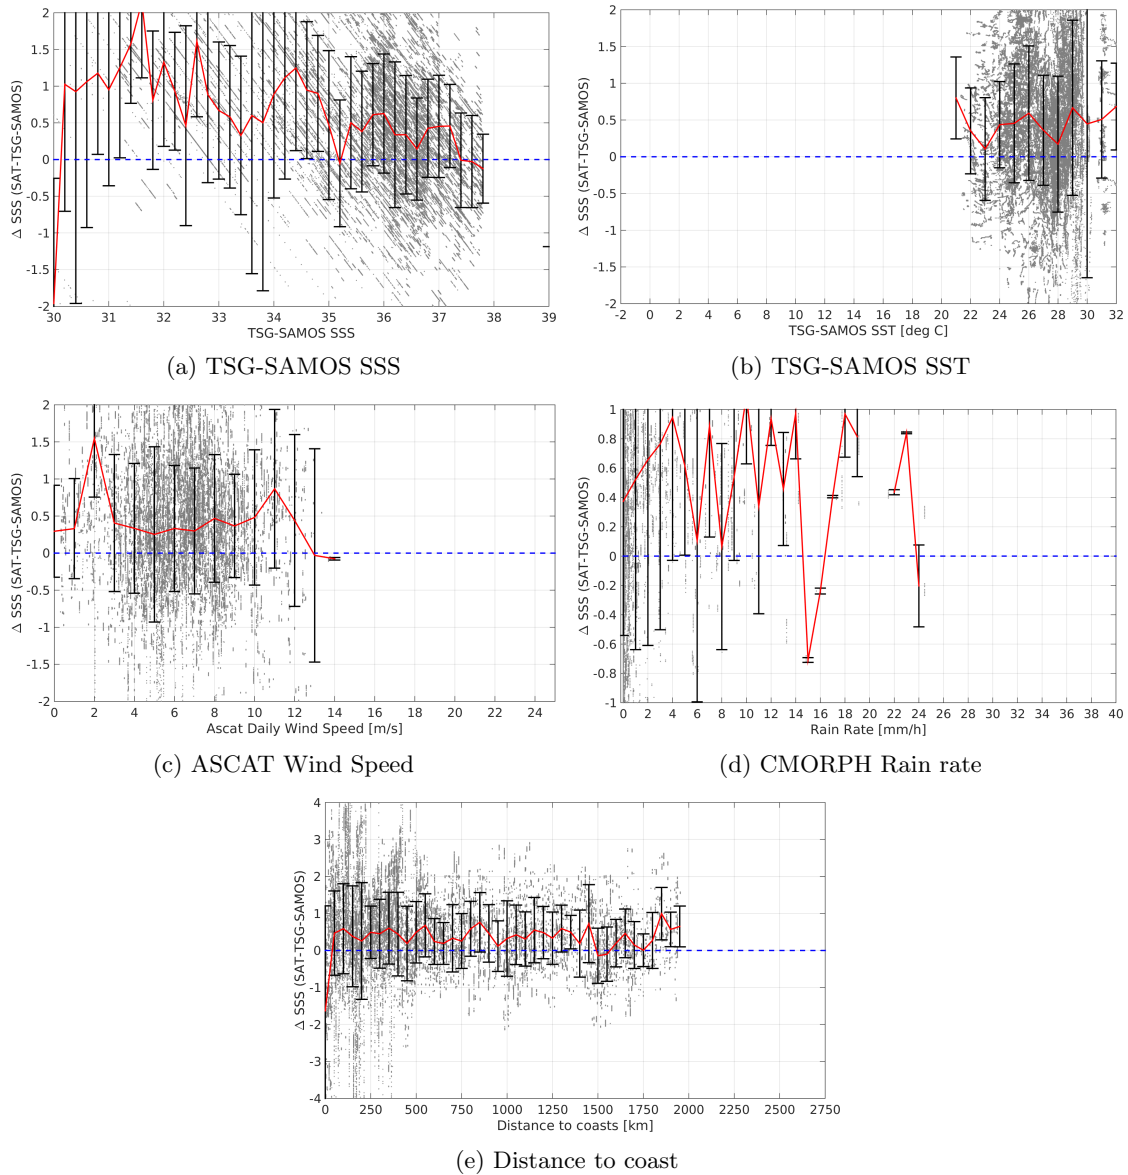 2
1.5
1
0.5
0
-0.5
-1
-1.5
-2
Δ SSS (SAT-TSG-SAMOS)
30 31 32 33 34 35 36 37 38 39
TSG-SAMOS SSS
(a) TSG-SAMOS SSS
2
1.5
1
0.5
0
-0.5
-1
-1.5
-2
Δ SSS (SAT-TSG-SAMOS)
-2 0 2 4 6 8 10 12 14 16 18 20 22 24 26 28 30 32
TSG-SAMOS SST [deg C]
(b) TSG-SAMOS SST
2
1.5
1
0.5
0
-0.5
-1
-1.5
-2
Δ SSS (SAT-TSG-SAMOS)
0 2 4 6 8 10 12 14 16 18 20 22 24
Ascat Daily Wind Speed [m/s]
(c) ASCAT Wind Speed
1
0.8
0.6
0.4
0.2
0
-0.2
-0.4
-0.6
-0.8
-1
Δ SSS (SAT-TSG-SAMOS)
0 2 4 6 8 10 12 14 16 18 20 22 24 26 28 30 32 34 36 38 40
Rain Rate [mm/h]
(d) CMORPH Rain rate
4
3
2
1
0
-1
-2
-3
-4
Δ SSS (SAT-TSG-SAMOS)
0 250 500 750 1000 1250 1500 1750 2000 2250 2500 2750
Distance to coasts [km]
(e) Distance to coast